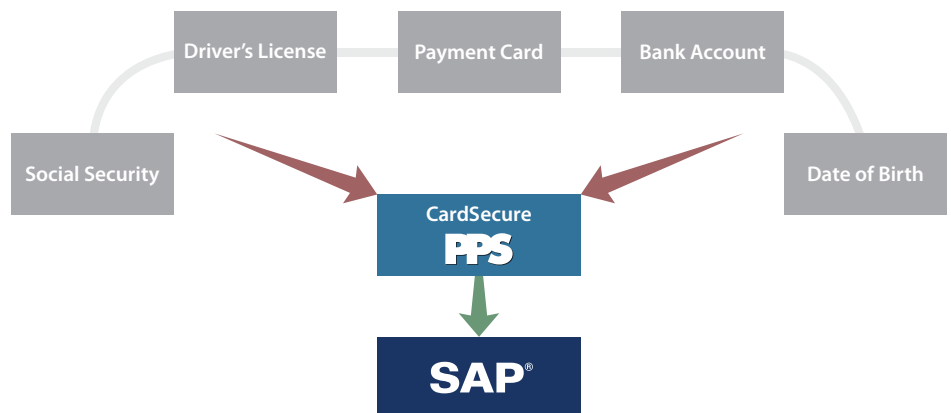 Driver’s License
Payment Card
Bank Account
Social Security
Date of Birth
CardSecure
PPS
SAP®